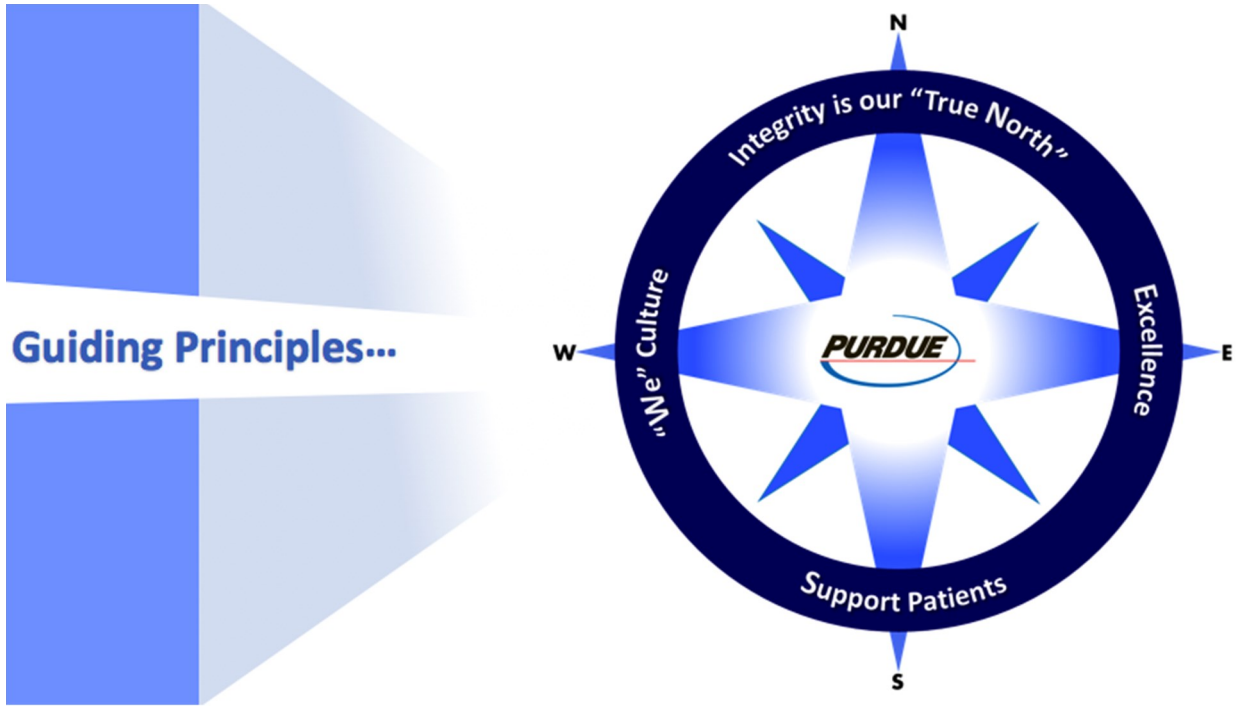 Guiding Principles...
N
Integrity is our “True North”
W
“We” Culture
PURDUE
Excellence
E
Support Patients
S